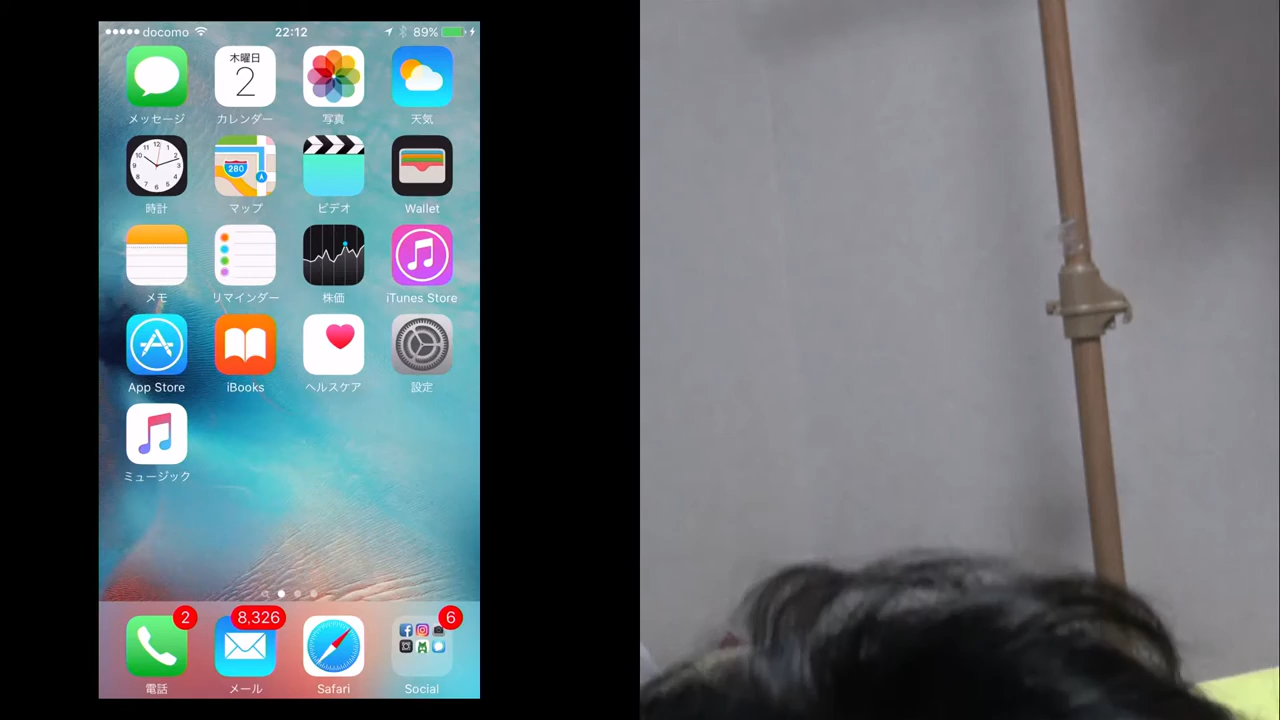 docomo 22:12 89%
木曜日
2
メッセージ カレンダー 写真 天気
280
時計 マップ ビデオ Wallet
メモ リマインダー 株価 iTunes Store
App Store iBooks ヘルスケア 設定
ミュージック
2 8,326 6
電話 メール Safari Social